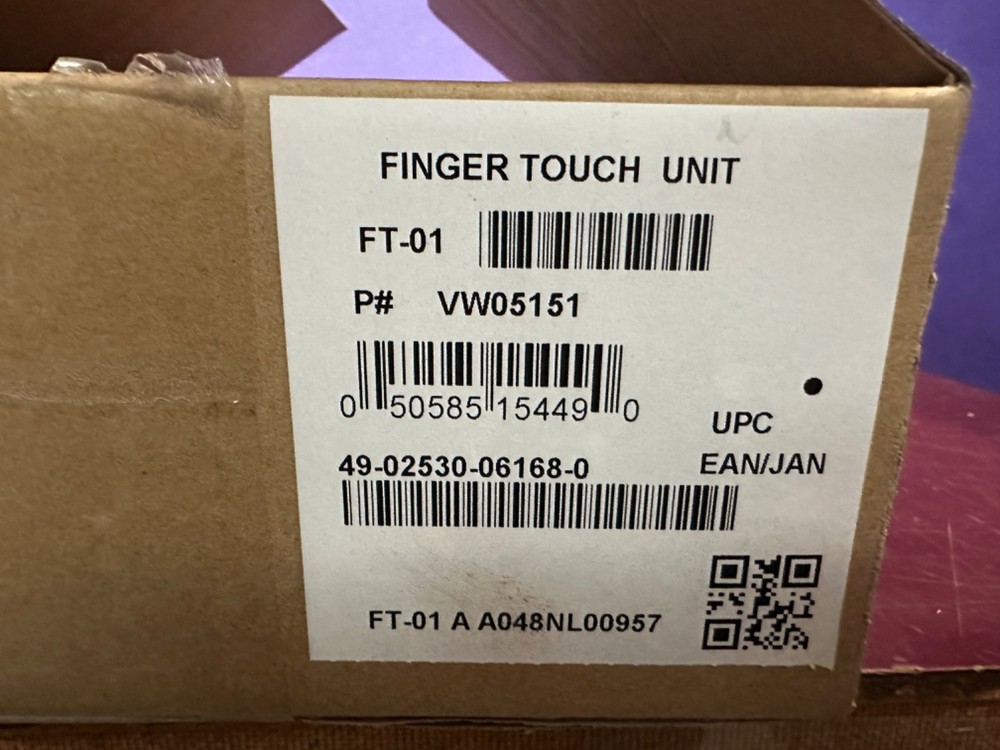 FINGER TOUCH UNIT
FT-01
P# VW05151
0 50585 15449 0
UPC
49-02530-06168-0 EAN/JAN
FT-01 A A048NL00957